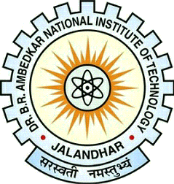 DR. B.R. AMBEDKAR NATIONAL INSTITUTE OF TECHNOLOGY
· JALANDHAR ·
सरस्वती नमस्तुभ्यं